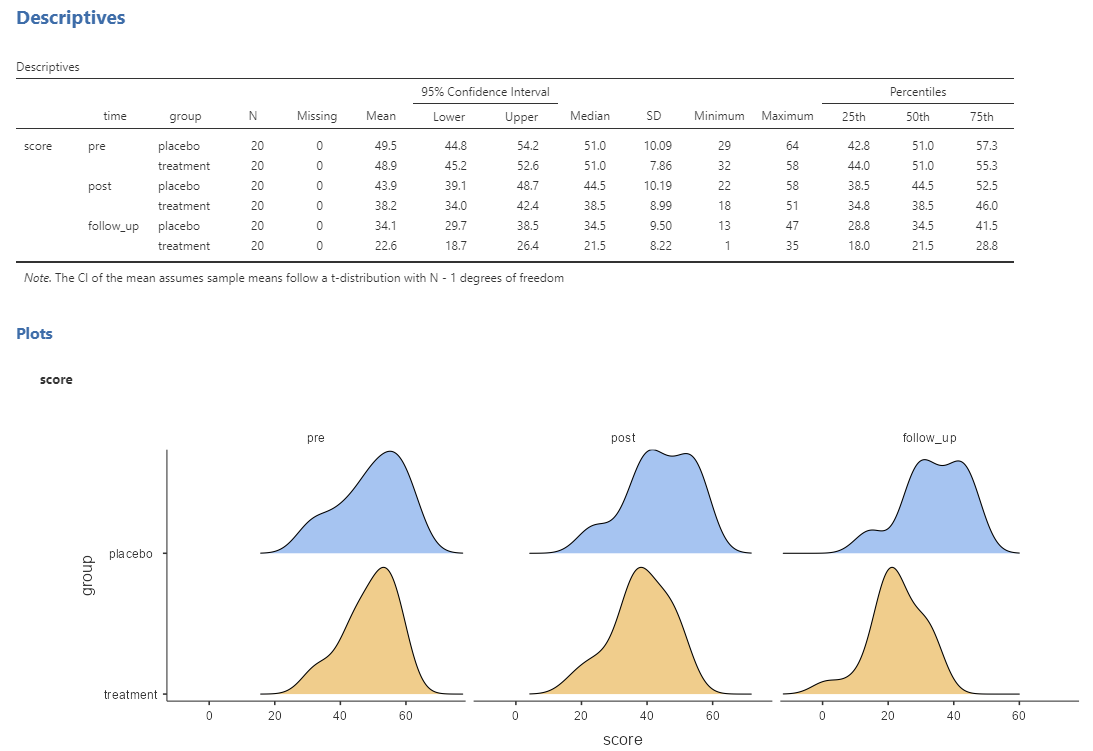 Descriptives
Descriptives
95% Confidence Interval Percentiles
time group N Missing Mean Lower Upper Median SD Minimum Maximum 25th 50th 75th
score pre placebo 20 0 49.5 44.8 54.2 51.0 10.09 29 64 42.8 51.0 57.3
treatment 20 0 48.9 45.2 52.6 51.0 7.86 32 58 44.0 51.0 55.3
post placebo 20 0 43.9 39.1 48.7 44.5 10.19 22 58 38.5 44.5 52.5
treatment 20 0 38.2 34.0 42.4 38.5 8.99 18 51 34.8 38.5 46.0
follow_up placebo 20 0 34.1 29.7 38.5 34.5 9.50 13 47 28.8 34.5 41.5
treatment 20 0 22.6 18.7 26.4 21.5 8.22 1 35 18.0 21.5 28.8
Note. The CI of the mean assumes sample means follow a t-distribution with N - 1 degrees of freedom
Plots
score
pre post follow_up
placebo
group
treatment
0 20 40 60 0 20 40 60 0 20 40 60
score